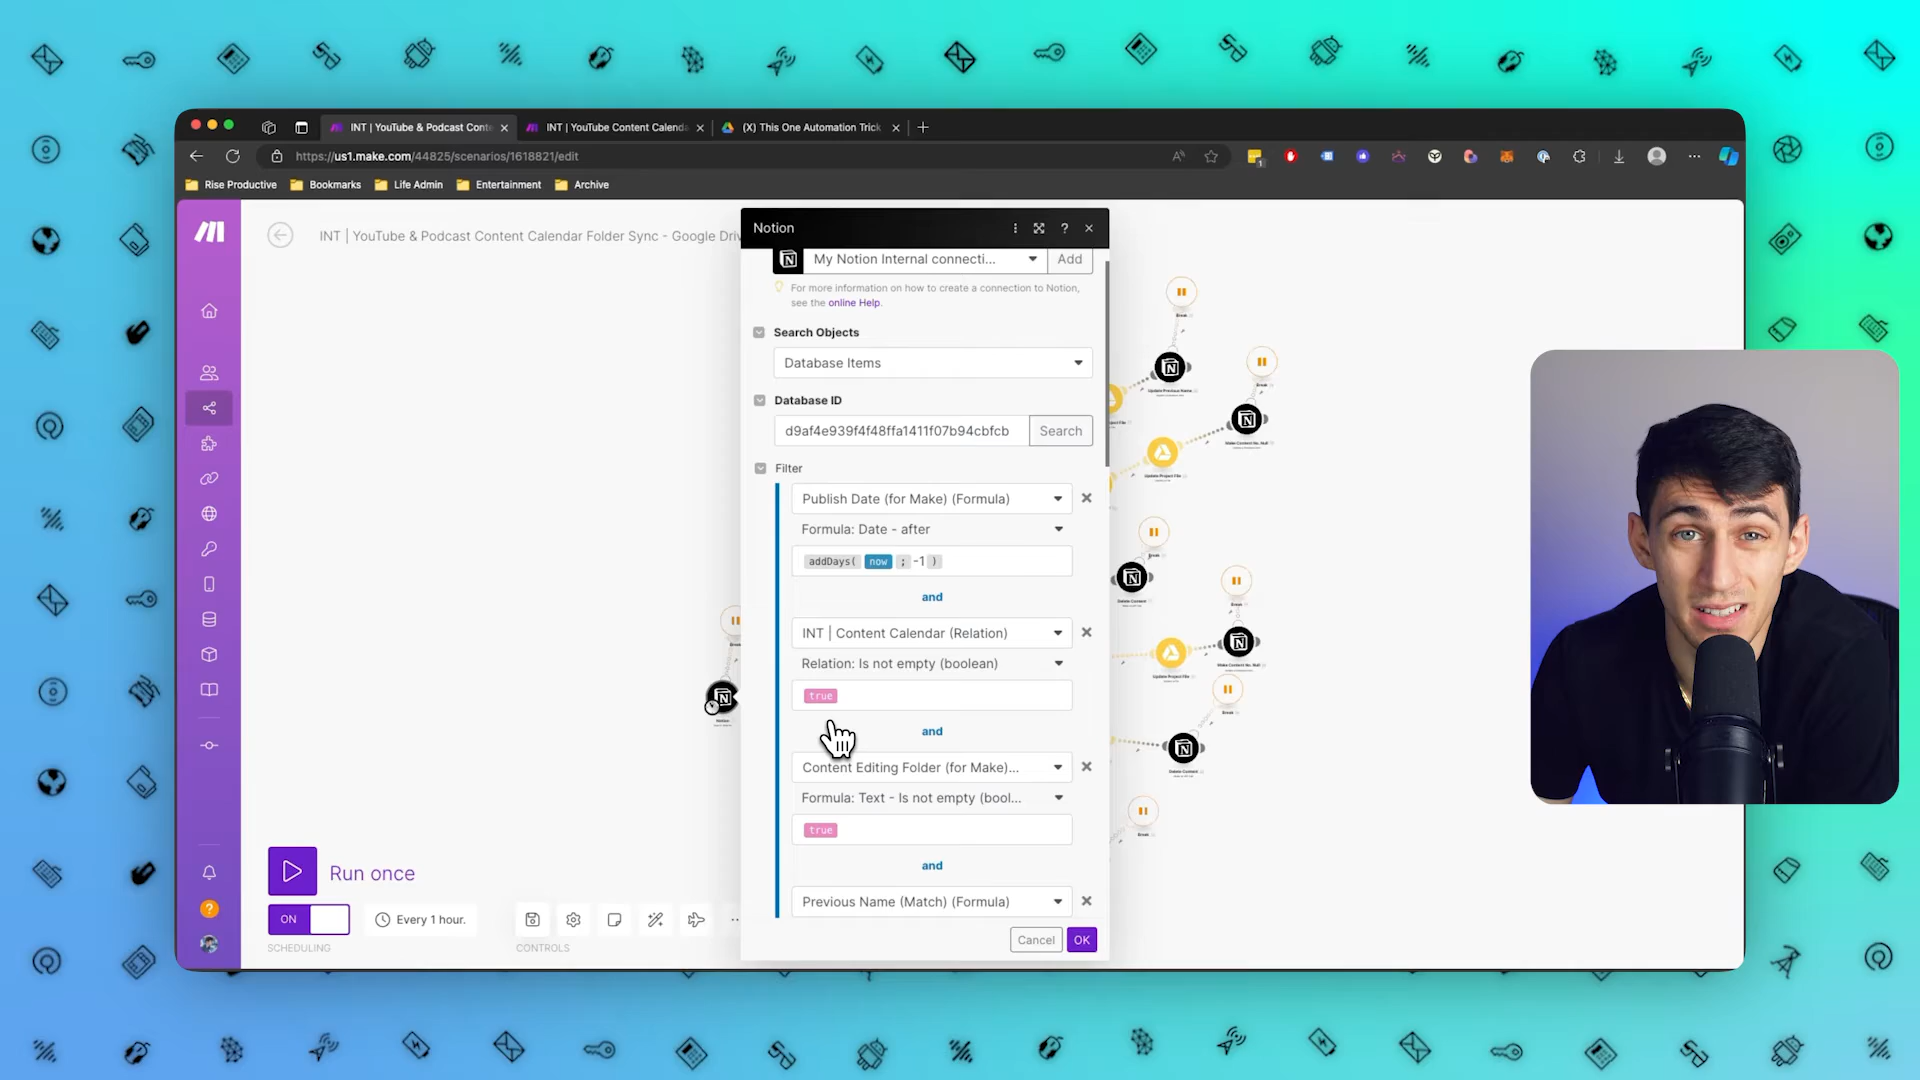 INT | YouTube & Podcast Conte
INT | YouTube Content Calenda
(X) This One Automation Trick
https://us1.make.com/44825/scenarios/1618821/edit
1
Rise Productive
Bookmarks
Life Admin
Entertainment
Archive
INT | YouTube & Podcast Content Calendar Folder Sync - Google Driv
Notion
My Notion Internal connecti...
Add
For more information on how to create a connection to Notion,
see the online Help.
Search Objects
Database Items
Database ID
d9af4e939f4f48ffa1411f07b94cbfcb
Search
Filter
Publish Date (for Make) (Formula)
Formula: Date - after
addDays( now ; -1 )
and
INT | Content Calendar (Relation)
Relation: Is not empty (boolean)
true
and
Content Editing Folder (for Make)...
Formula: Text - Is not empty (bool...
true
and
Previous Name (Match) (Formula)
Cancel
OK
Run once
ON
Every 1 hour.
SCHEDULING
CONTROLS